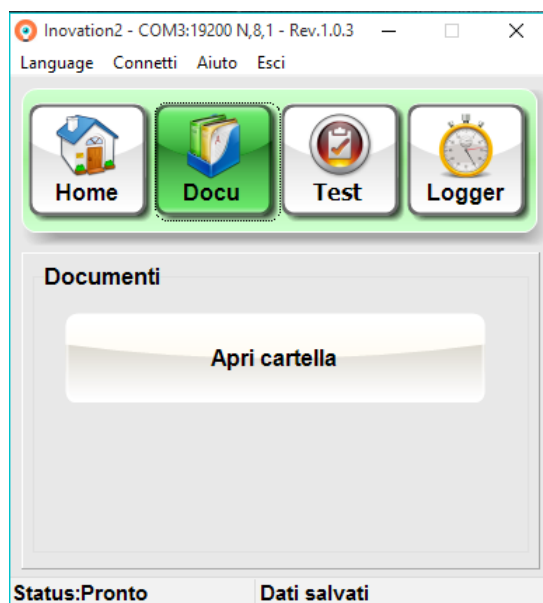 Inovation2 - COM3:19200 N,8,1 - Rev.1.0.3
Language Connetti Aiuto Esci
Home Docu Test Logger
Documenti
Apri cartella
Status:Pronto Dati salvati